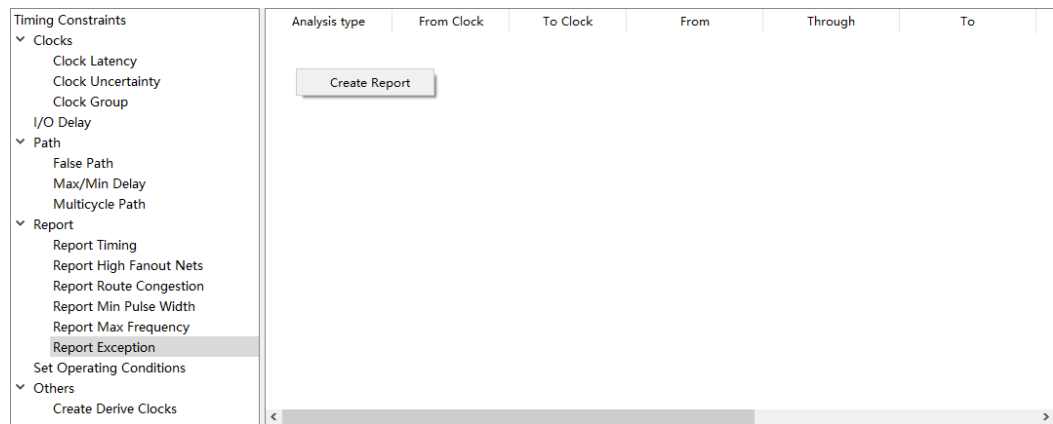 Timing Constraints
Clocks
Clock Latency
Clock Uncertainty
Clock Group
I/O Delay
Path
False Path
Max/Min Delay
Multicycle Path
Report
Report Timing
Report High Fanout Nets
Report Route Congestion
Report Min Pulse Width
Report Max Frequency
Report Exception
Set Operating Conditions
Others
Create Derive Clocks
Analysis type From Clock To Clock From Through To
Create Report